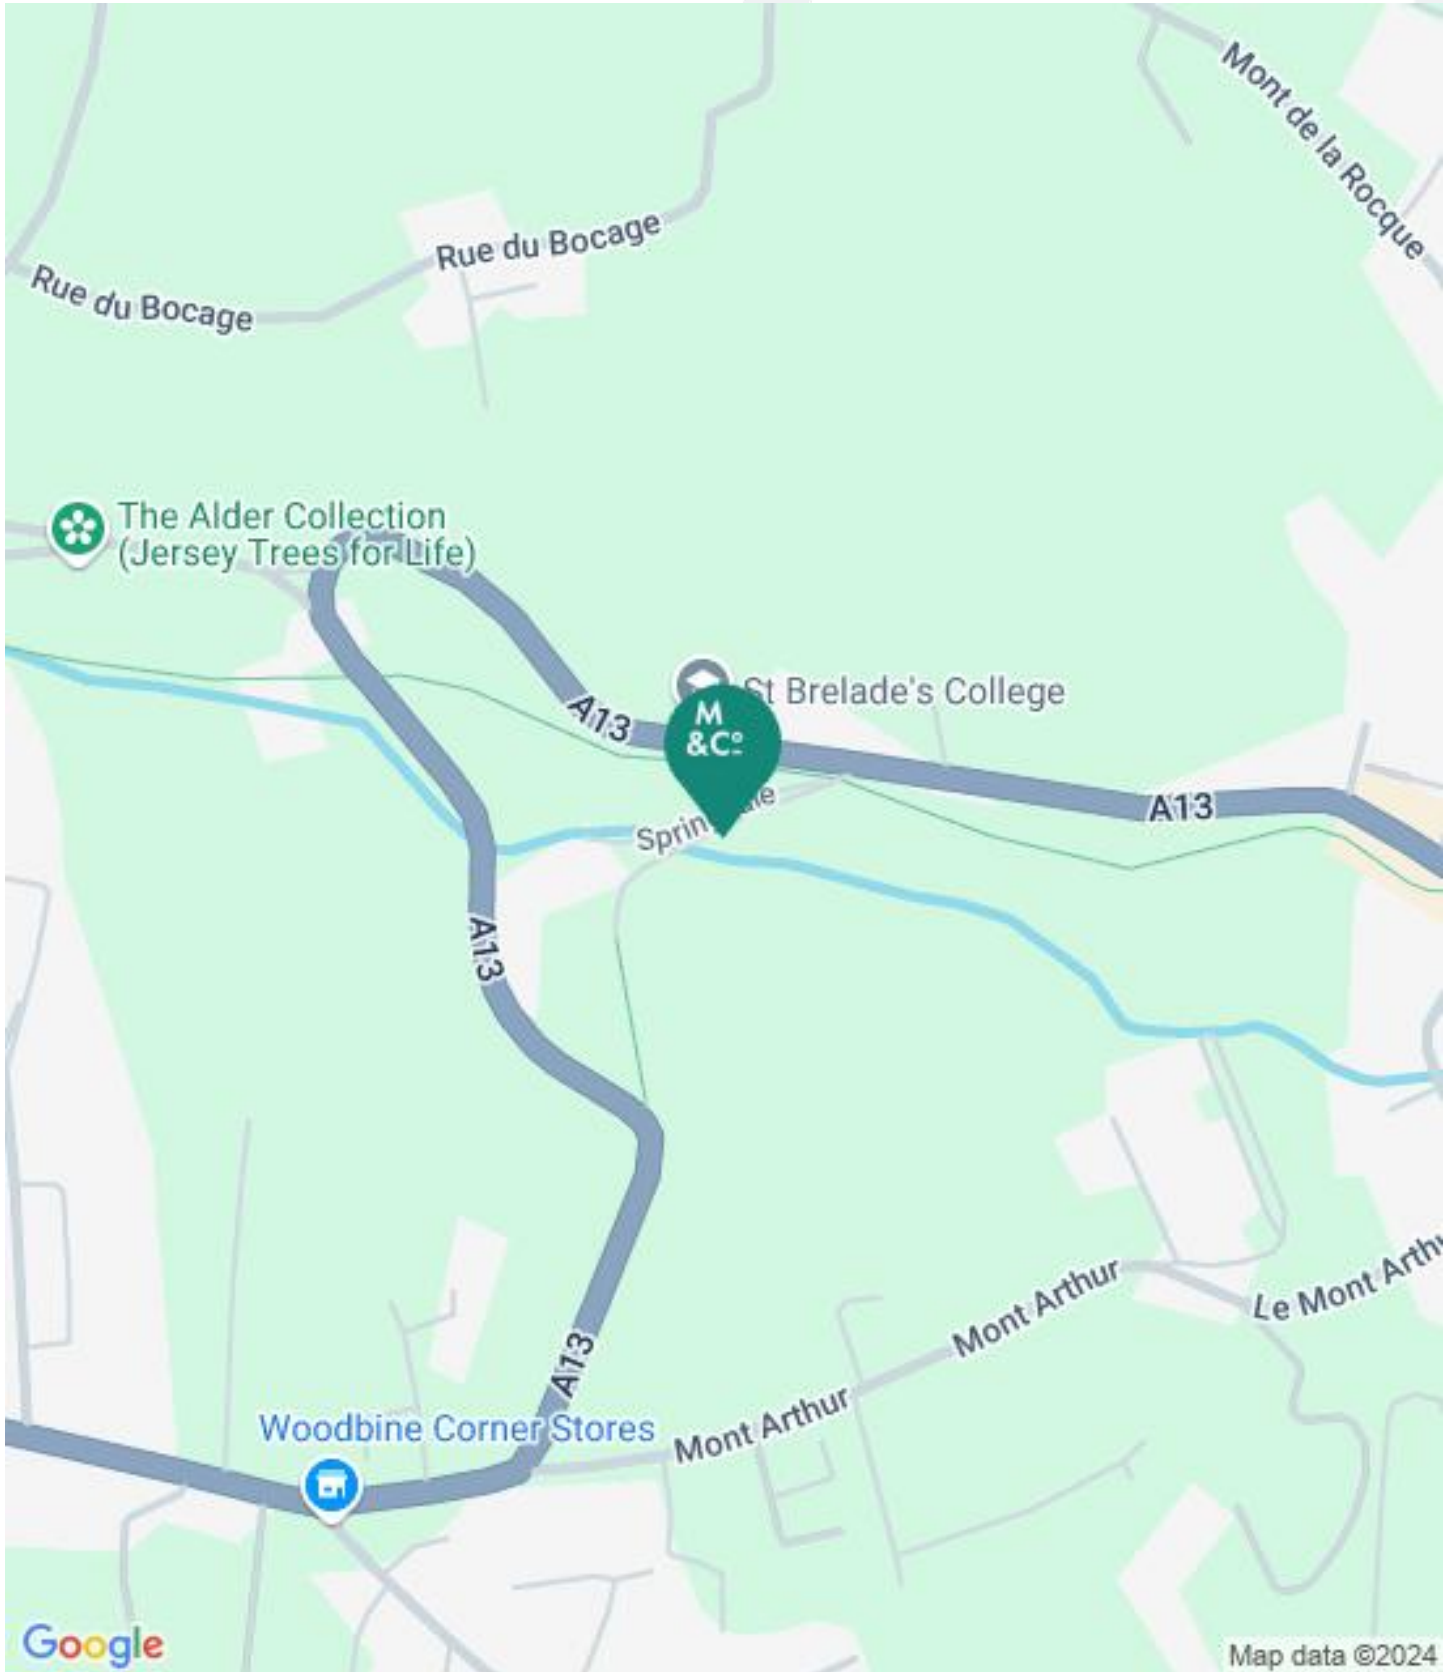 Mont de la Rocque
Rue du Bocage
Rue du Bocage
The Alder Collection
(Jersey Trees for Life)
St Brelade's College
A13
M
&Co
A13
A13
Mont Arthur
Le Mont Arthu
A13
Mont Arthur
Woodbine Corner Stores
Google
Map data ©2024